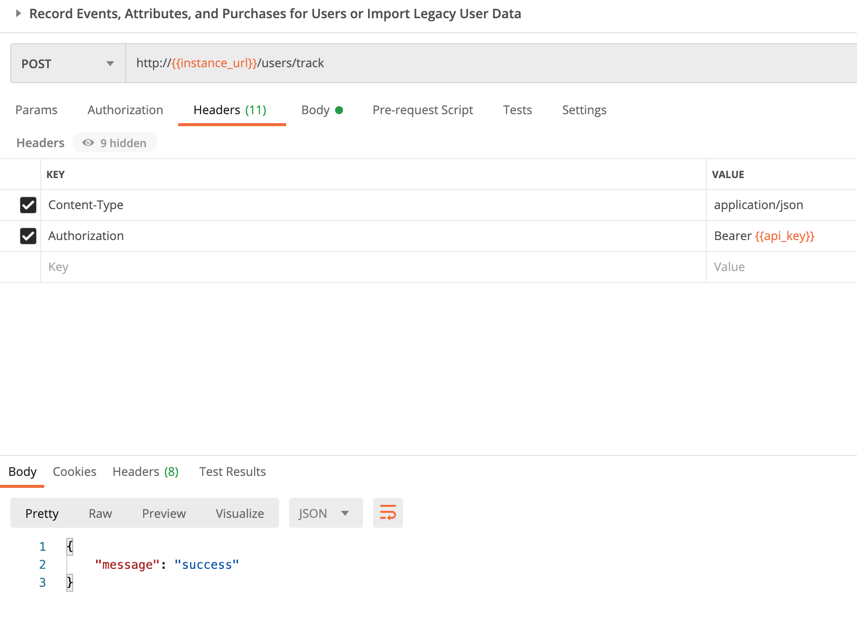 Record Events, Attributes, and Purchases for Users or Import Legacy User Data
POST http://{{instance_url}}/users/track
Params Authorization Headers (11) Body Pre-request Script Tests Settings
Headers 9 hidden
KEY VALUE
Content-Type application/json
Authorization Bearer {{api_key}}
Key Value
Body Cookies Headers (8) Test Results
Pretty Raw Preview Visualize JSON
1 {
2 "message": "success"
3 }